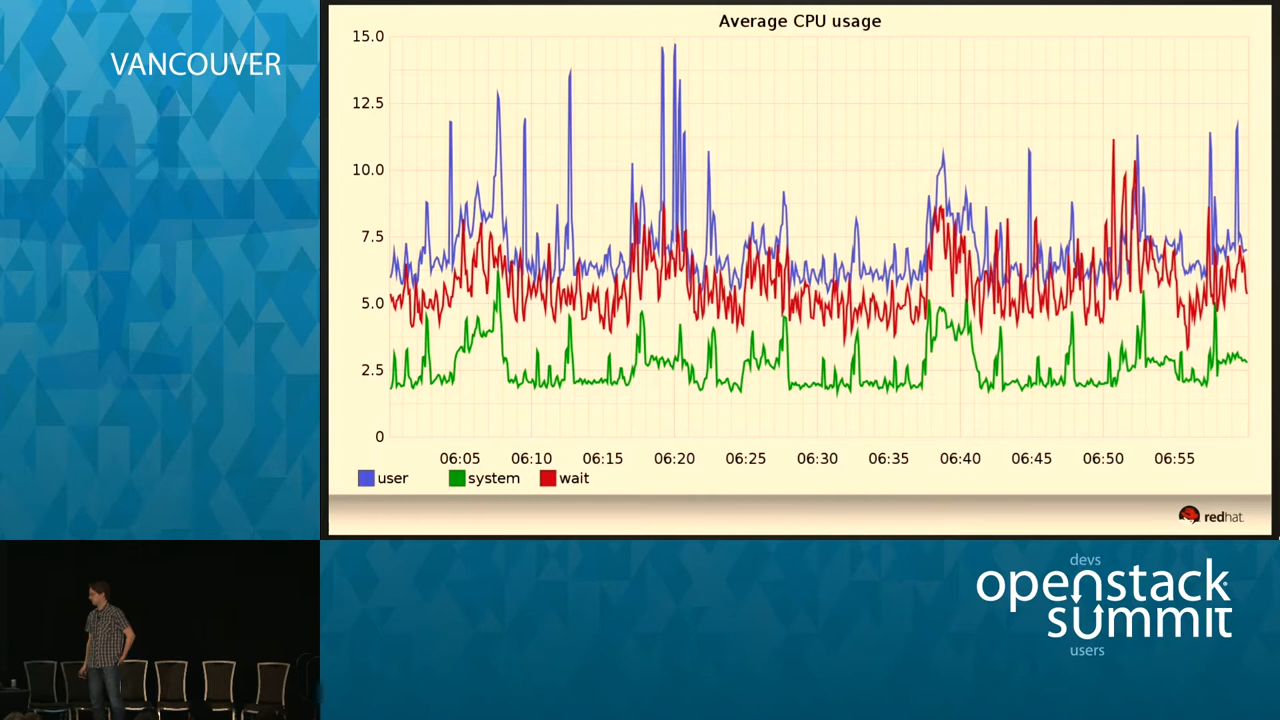 VANCOUVER
Average CPU usage
15.0
12.5
10.0
7.5
5.0
2.5
0
06:05 06:10 06:15 06:20 06:25 06:30 06:35 06:40 06:45 06:50 06:55
user system wait
redhat.
devs
openstack
summit
users